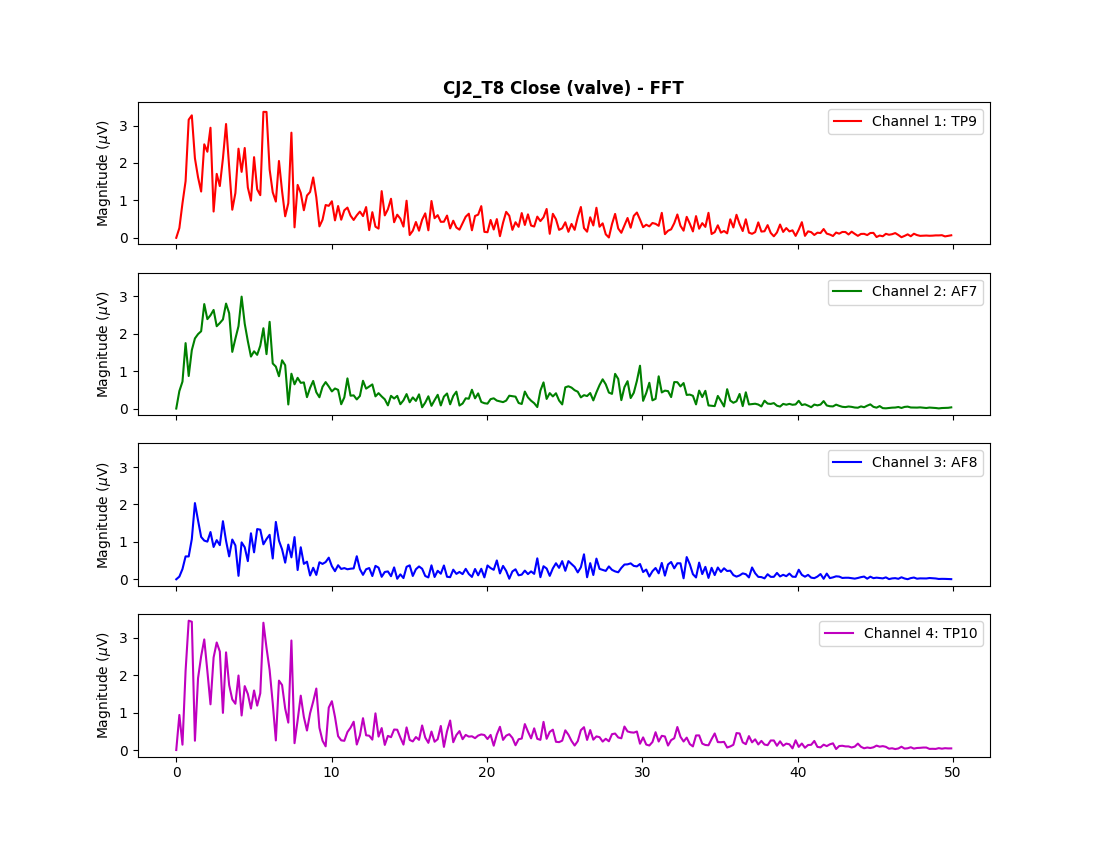 CJ2_T8 Close (valve) - FFT
Magnitude (μV)
3
2
1
0
Channel 1: TP9
Magnitude (μV)
3
2
1
0
Channel 2: AF7
Magnitude (μV)
3
2
1
0
Channel 3: AF8
Magnitude (μV)
3
2
1
0
Channel 4: TP10
0 10 20 30 40 50